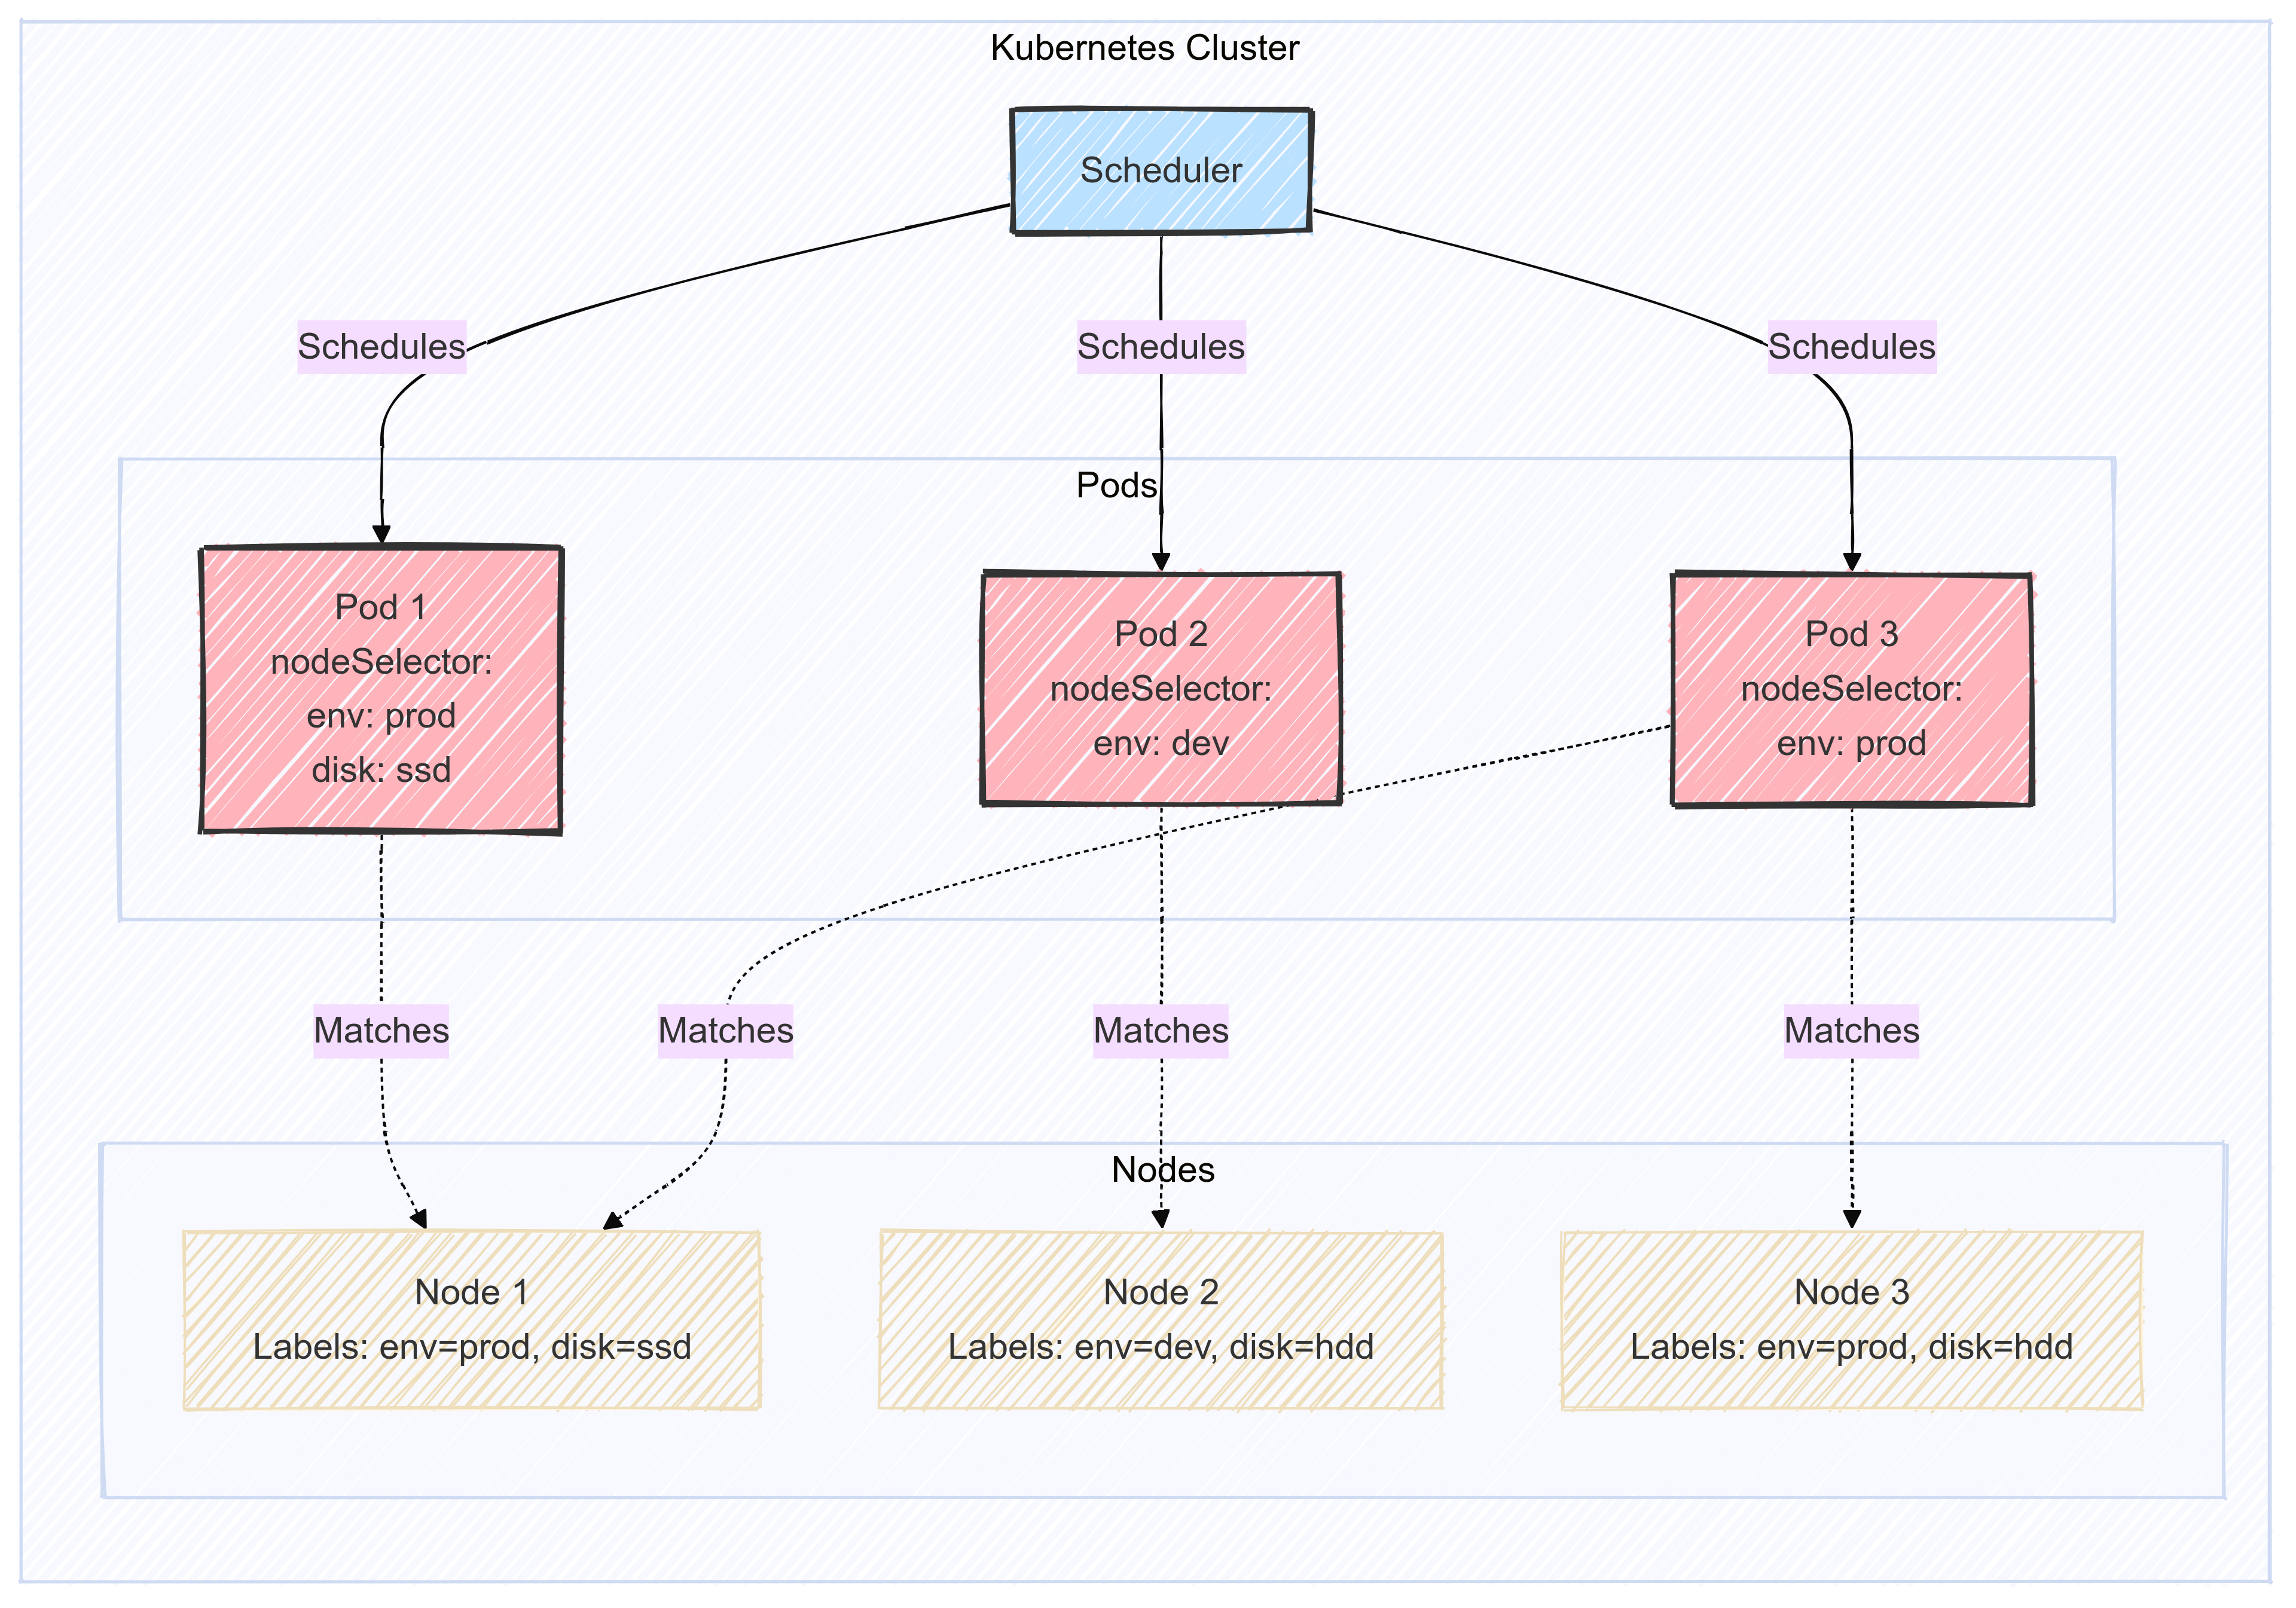 Kubernetes Cluster
Scheduler
Schedules
Schedules
Schedules
Pods
Pod 1
nodeSelector:
env: prod
disk: ssd
Pod 2
nodeSelector:
env: dev
Pod 3
nodeSelector:
env: prod
Matches
Matches
Matches
Matches
Nodes
Node 1
Labels: env=prod, disk=ssd
Node 2
Labels: env=dev, disk=hdd
Node 3
Labels: env=prod, disk=hdd